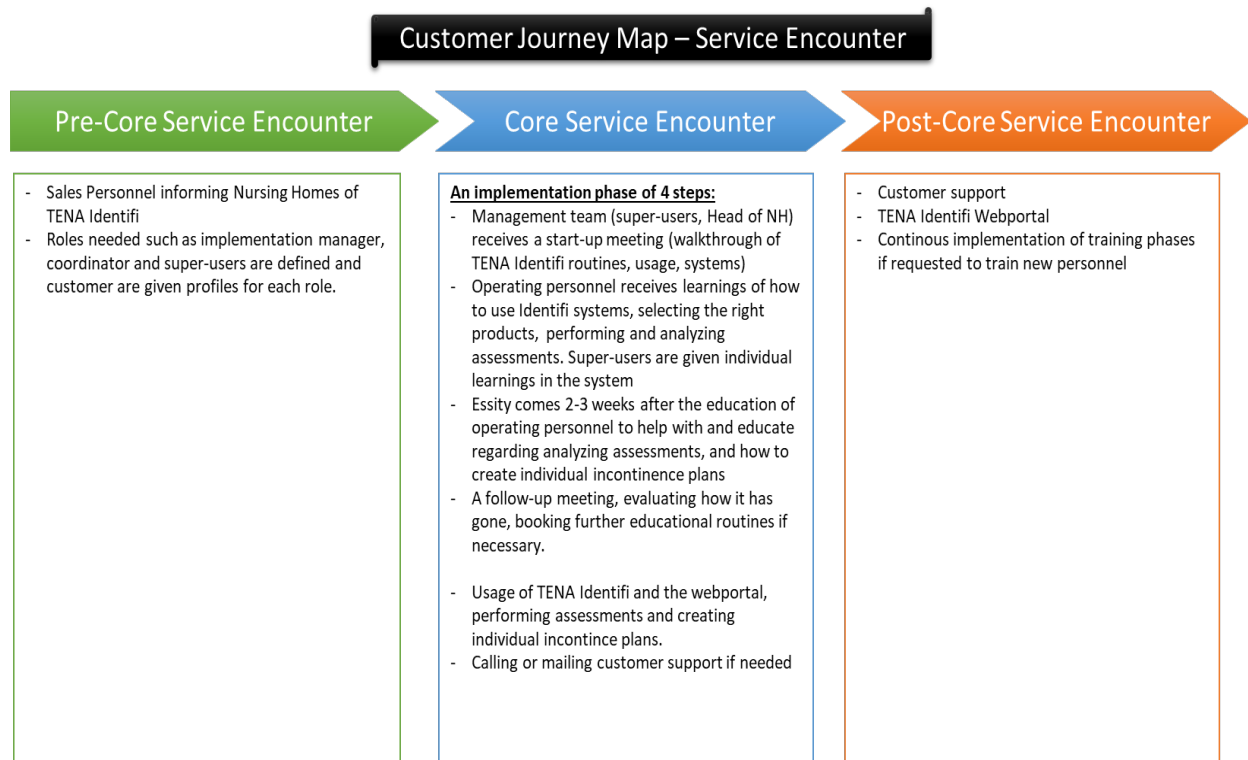 Customer Journey Map – Service Encounter
Pre-Core Service Encounter
Core Service Encounter
Post-Core Service Encounter
- Sales Personnel informing Nursing Homes of
TENA Identifi
- Roles needed such as implementation manager,
coordinator and super-users are defined and
customer are given profiles for each role.
An implementation phase of 4 steps:
- Management team (super-users, Head of NH)
receives a start-up meeting (walkthrough of
TENA Identifi routines, usage, systems)
- Operating personnel receives learnings of how
to use Identifi systems, selecting the right
products, performing and analyzing
assessments. Super-users are given individual
learnings in the system
- Essity comes 2-3 weeks after the education of
operating personnel to help with and educate
regarding analyzing assessments, and how to
create individual incontinence plans
- A follow-up meeting, evaluating how it has
gone, booking further educational routines if
necessary.
- Usage of TENA Identifi and the webportal,
performing assessments and creating
individual incontince plans.
- Calling or mailing customer support if needed
- Customer support
- TENA Identifi Webportal
- Continous implementation of training phases
if requested to train new personnel